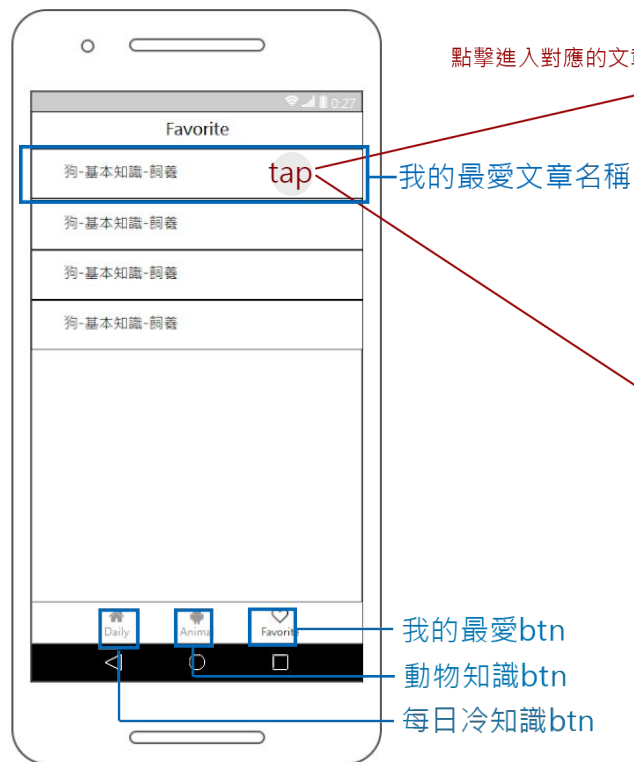 點擊進入對應的文章
0:27
Favorite
狗-基本知識-飼養
tap
我的最愛文章名稱
狗-基本知識-飼養
狗-基本知識-飼養
狗-基本知識-飼養
Daily
Anima
Favorite
我的最愛btn
動物知識btn
每日冷知識btn